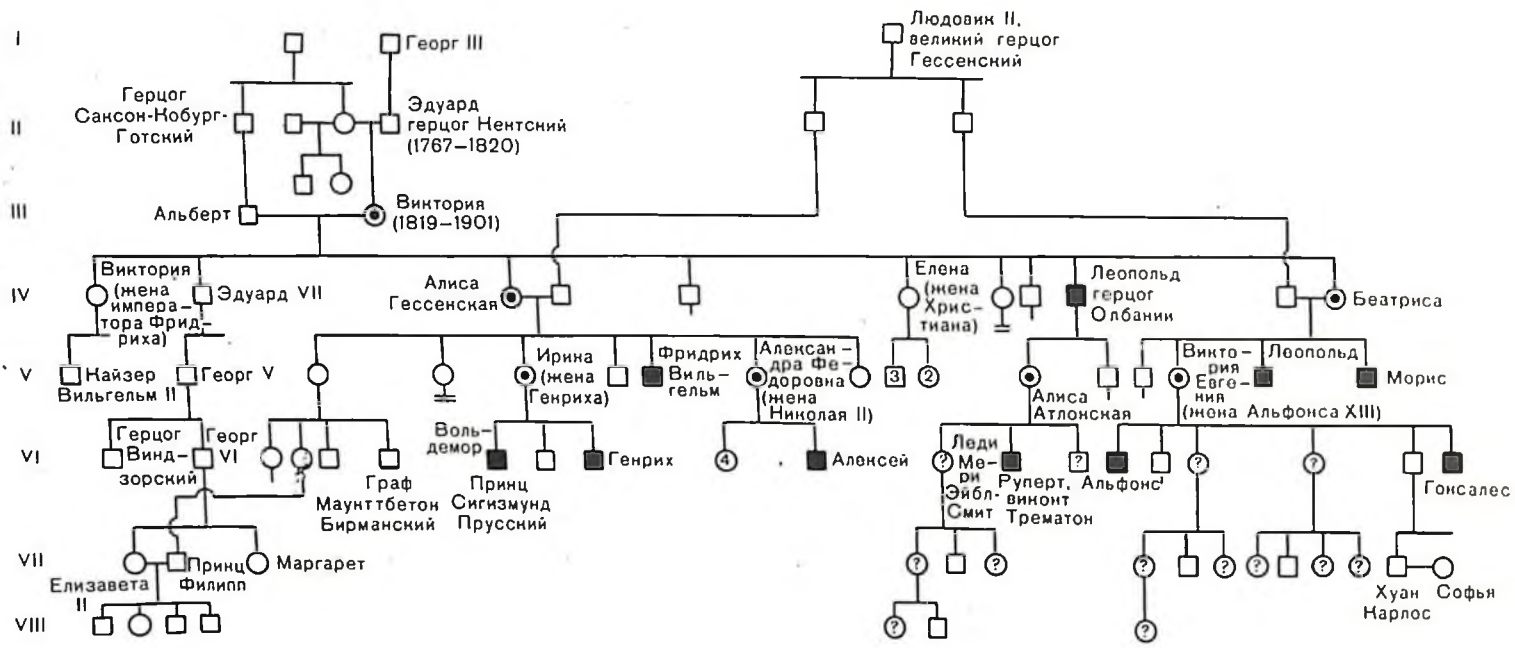 I
Георг III
Людовик II,
великий герцог
Гессенский
II
Герцог
Саксон-Кобург-
Готский
Эдуард
герцог Кентский
(1767–1820)
III
Альберт
Виктория
(1819–1901)
IV
Виктория
(жена
импера-
тора Фрид-
риха)
Эдуард VII
Алиса
Гессенская
Елена
(жена
Хрис-
тиана)
Леопольд
герцог
Олбании
Беатриса
V
Кайзер
Вильгельм II
Георг V
Ирина
(жена
Генриха)
Фридрих
Виль-
гельм
Алексан-
дра Фе-
доровна
(жена
Николая II)
3
2
Алиса
Атлонская
Викто-
рия
Евге-
ния
(жена Альфонса XIII)
Леопольд
Морис
VI
Герцог
Винд-
зорский
Георг
VI
Граф
Маунттбетон
Бирманский
Воль-
демор
Принц
Сигизмунд
Прусский
Генрих
4
Алексей
?
Леди
Ме-
ри
Эйбл-
Смит
Руперт,
виконт
Трематон
?
Альфонс
?
?
Гонсалес
VII
Елизавета
II
Принц
Филипп
Маргарет
?
?
?
?
?
?
?
Хуан
Карлос
Софья
VIII
?
?